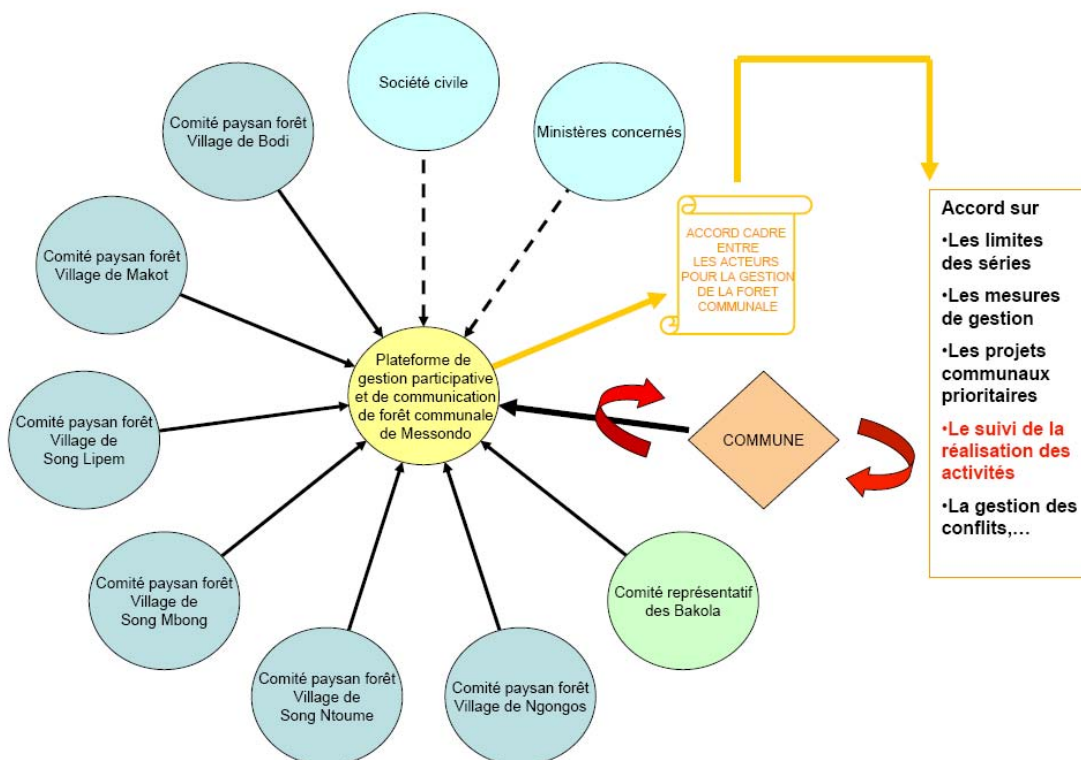 Société civile
Ministères concernés
Comité paysan forêt
Village de Bodi
Comité paysan forêt
Village de Makot
Comité paysan forêt
Village de
Song Lipem
Comité paysan forêt
Village de
Song Mbong
Comité paysan forêt
Village de
Song Ntoume
Comité paysan forêt
Village de Ngongos
Comité représentatif
des Bakola
Plateforme de
gestion participative
et de communication
de forêt communale
de Messondo
COMMUNE
ACCORD CADRE
ENTRE
LES ACTEURS
POUR LA GESTION
DE LA FORET
COMMUNALE
Accord sur
•Les limites
des séries
•Les mesures
de gestion
•Les projets
communaux
prioritaires
•Le suivi de la
réalisation des
activités
•La gestion des
conflits,…